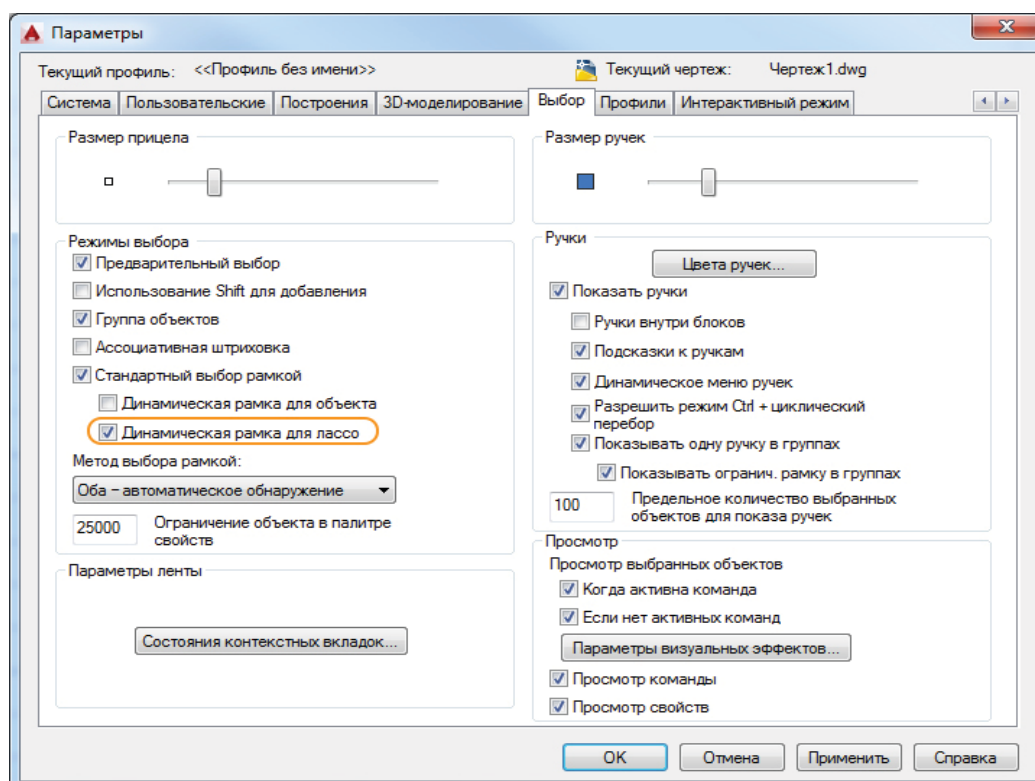 Параметры
Текущий профиль: <<Профиль без имени>> Текущий чертеж: Чертеж1.dwg
Система Пользовательские Построения 3D-моделирование Выбор Профили Интерактивный режим
Размер прицела
Режимы выбора
Предварительный выбор
Использование Shift для добавления
Группа объектов
Ассоциативная штриховка
Стандартный выбор рамкой
Динамическая рамка для объекта
Динамическая рамка для лассо
Метод выбора рамкой:
Оба – автоматическое обнаружение
25000 Ограничение объекта в палитре
свойств
Параметры ленты
Состояния контекстных вкладок...
Размер ручек
Ручки
Цвета ручек...
Показать ручки
Ручки внутри блоков
Подсказки к ручкам
Динамическое меню ручек
Разрешить режим Ctrl + циклический
перебор
Показывать одну ручку в группах
Показывать огранич. рамку в группах
100 Предельное количество выбранных
объектов для показа ручек
Просмотр
Просмотр выбранных объектов
Когда активна команда
Если нет активных команд
Параметры визуальных эффектов...
Просмотр команды
Просмотр свойств
OK Отмена Применить Справка